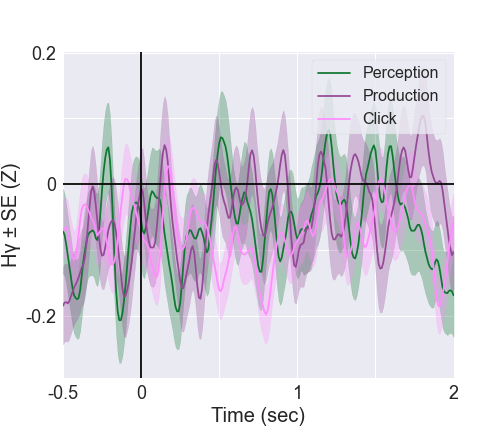 0.2
Perception
Production
Click
0
-0.2
Hγ ± SE (Z)
-0.5
0
1
2
Time (sec)